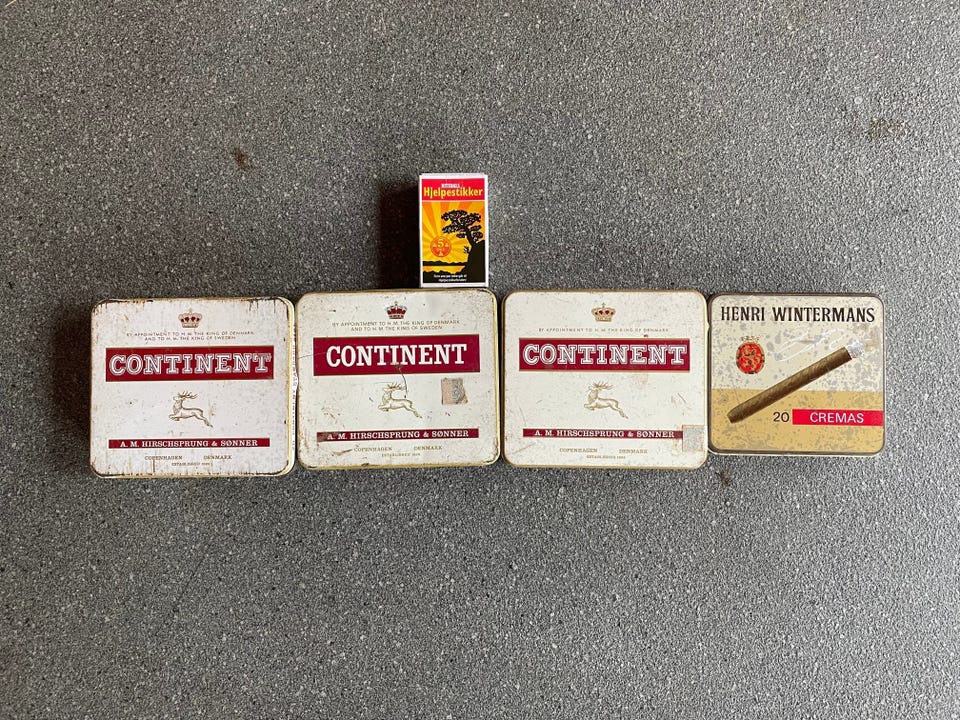 Hjelpestikker
5
BY APPOINTMENT TO H.M. THE KING OF DENMARK
AND TO H.M. THE KING OF SWEDEN
CONTINENT
A. M. HIRSCHSPRUNG & SØNNER
COPENHAGEN DENMARK
BY APPOINTMENT TO H.M. THE KING OF DENMARK
AND TO H.M. THE KING OF SWEDEN
CONTINENT
A. M. HIRSCHSPRUNG & SØNNER
COPENHAGEN DENMARK
BY APPOINTMENT TO H.M. THE KING OF DENMARK
AND TO H.M. THE KING OF SWEDEN
CONTINENT
A. M. HIRSCHSPRUNG & SØNNER
COPENHAGEN DENMARK
HENRI WINTERMANS
20 CREMAS